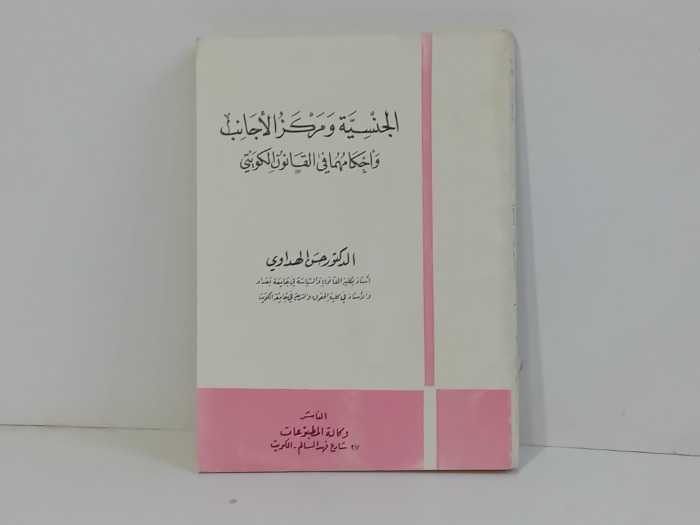 الجنسية ومركز الأجانب
وأحكامهما في القانون الكويتي
الدكتور حسن الهداوي
أستاذ بكلية القانون والسياسة في جامعة بغداد
والأستاذ في كلية الحقوق والشريعة في جامعة الكويت
الناشر
وكالة المطبوعات
٢٧ شارع فهد السالم - الكويت